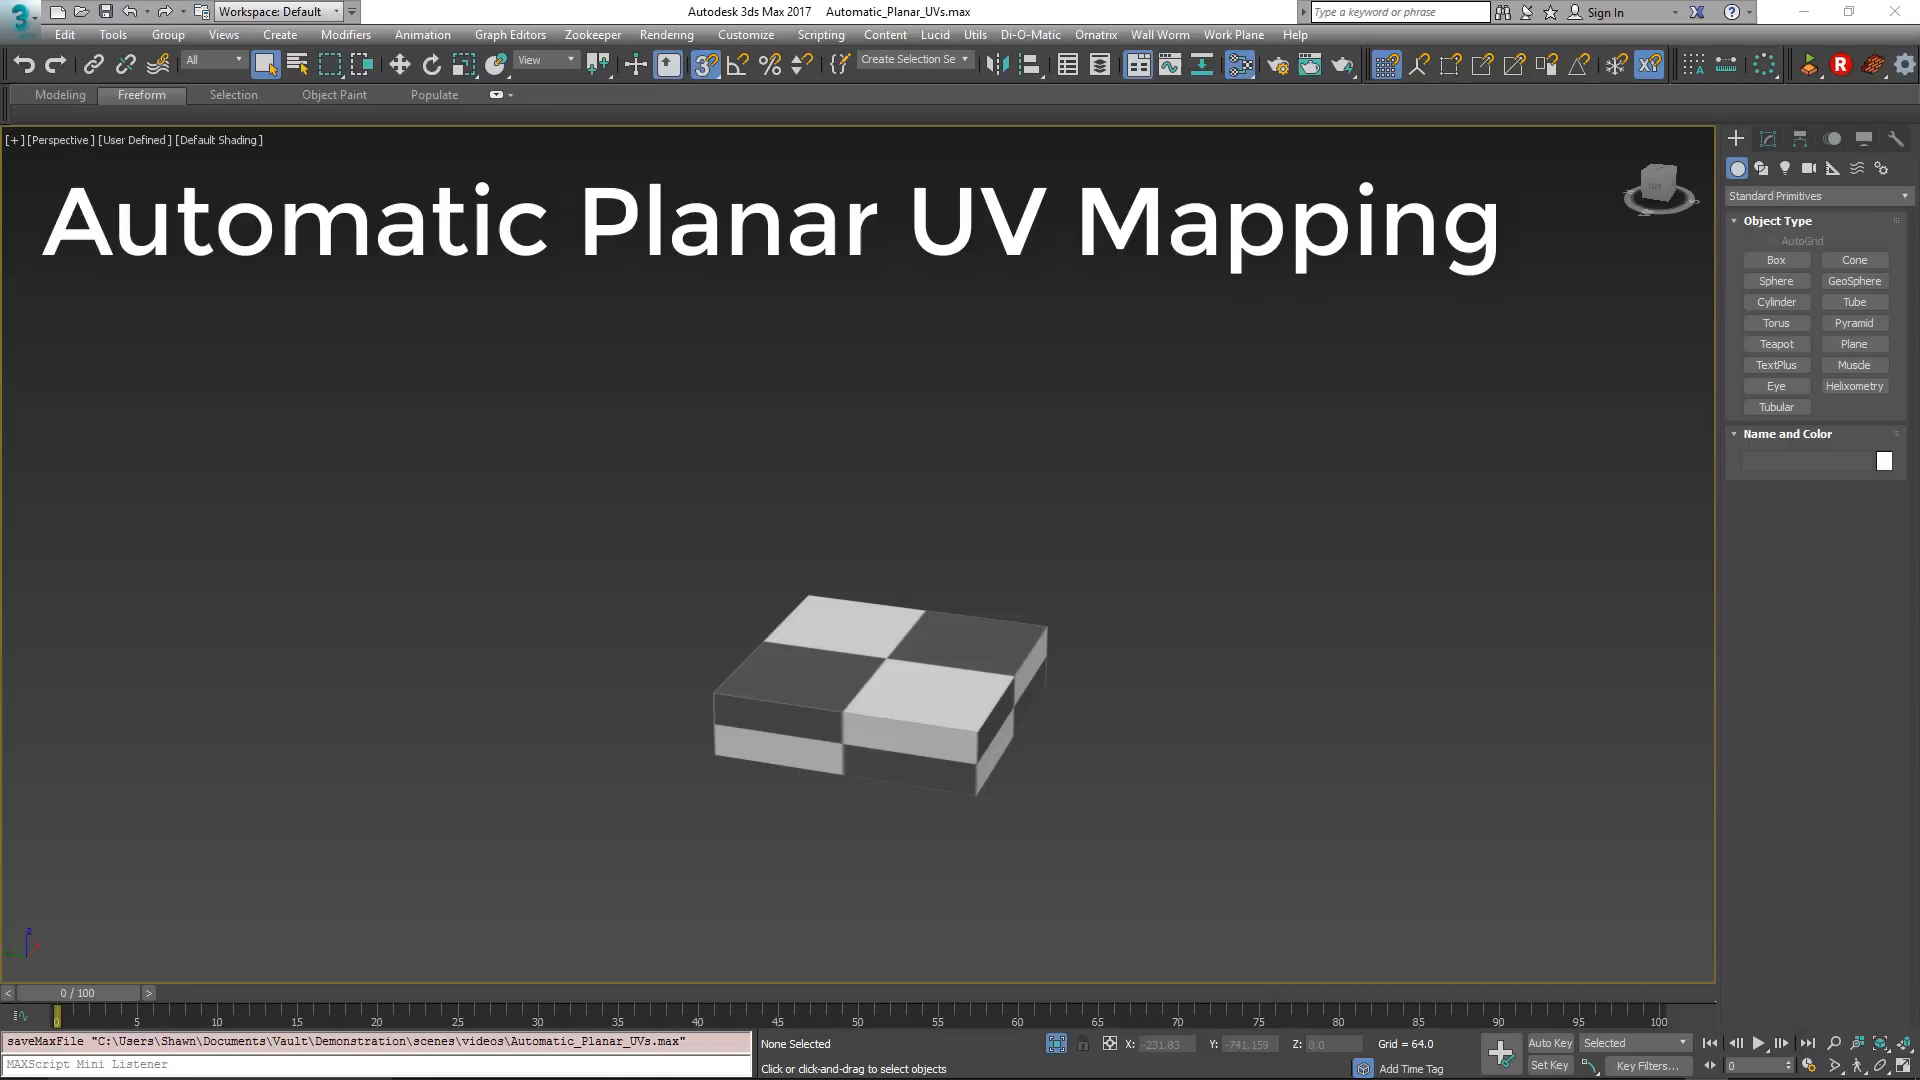 Workspace: Default
Autodesk 3ds Max 2017 Automatic_Planar_UVs.max
Type a keyword or phrase
Sign In
Edit Tools Group Views Create Modifiers Animation Graph Editors Zookeeper Rendering Customize Scripting Content Lucid Utils Di-O-Matic Ornatrix Wall Worm Work Plane Help
All
View
Create Selection Se
Modeling Freeform Selection Object Paint Populate
[+] [Perspective ] [User Defined ] [Default Shading ]
Automatic Planar UV Mapping
Standard Primitives
Object Type
AutoGrid
Box Cone
Sphere GeoSphere
Cylinder Tube
Torus Pyramid
Teapot Plane
TextPlus Muscle
Eye Helixometry
Tubular
Name and Color
z
< 0 / 100 >
0 5 10 15 20 25 30 35 40 45 50 55 60 65 70 75 80 85 90 95 100
saveMaxFile "C:\Users\Shawn\Documents\Vault\Demonstration\scenes\videos\Automatic_Planar_UVs.max"
MAXScript Mini Listener
None Selected
X: -231.83 Y: -741.159 Z: 0.0 Grid = 64.0
Click or click-and-drag to select objects
Add Time Tag
Auto Key Selected
Set Key Key Filters...
0